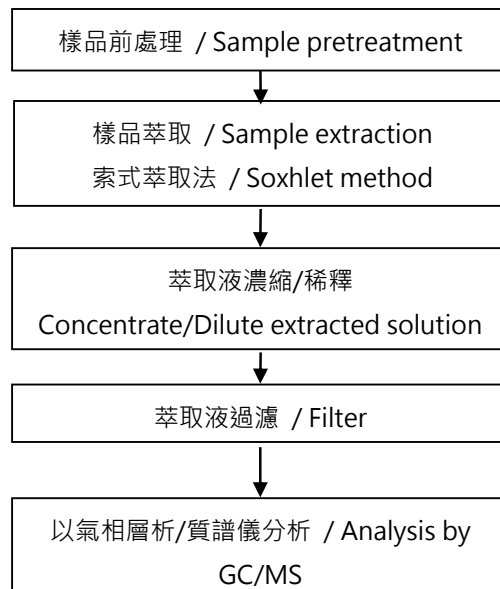 樣品前處理 / Sample pretreatment
樣品萃取 / Sample extraction
索式萃取法 / Soxhlet method
萃取液濃縮/稀釋
Concentrate/Dilute extracted solution
萃取液過濾 / Filter
以氣相層析/質譜儀分析 / Analysis by
GC/MS